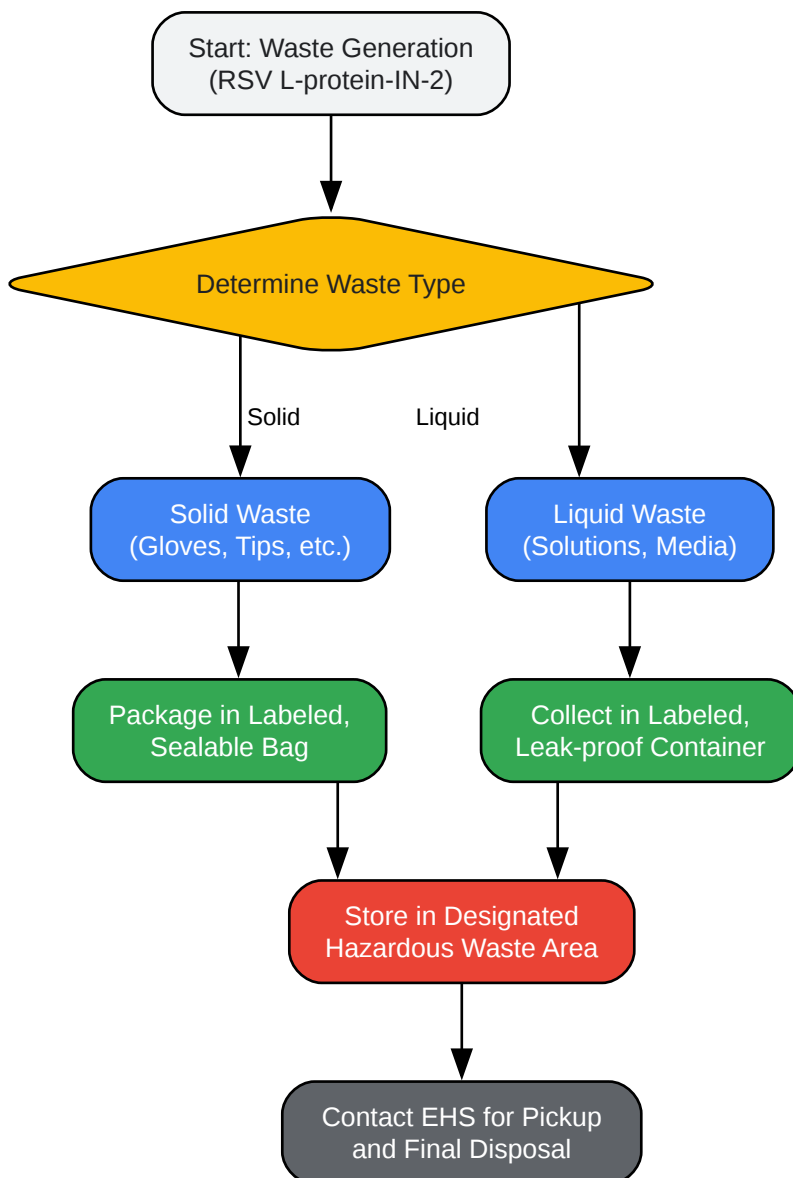 Start: Waste Generation
(RSV L-protein-IN-2)
Determine Waste Type
Solid
Liquid
Solid Waste
(Gloves, Tips, etc.)
Liquid Waste
(Solutions, Media)
Package in Labeled,
Sealable Bag
Collect in Labeled,
Leak-proof Container
Store in Designated
Hazardous Waste Area
Contact EHS for Pickup
and Final Disposal